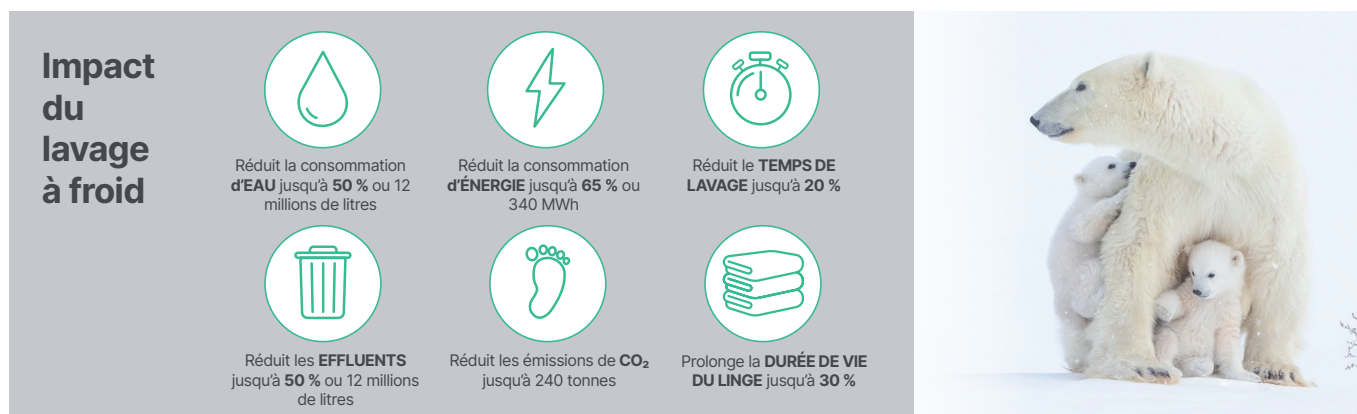 Impact
du
lavage
à froid
Réduit la consommation
d’EAU jusqu’à 50 % ou 12
millions de litres
Réduit la consommation
d’ÉNERGIE jusqu’à 65 % ou
340 MWh
Réduit le TEMPS DE
LAVAGE jusqu’à 20 %
Réduit les EFFLUENTS
jusqu’à 50 % ou 12 millions
de litres
Réduit les émissions de CO₂
jusqu’à 240 tonnes
Prolonge la DURÉE DE VIE
DU LINGE jusqu’à 30 %